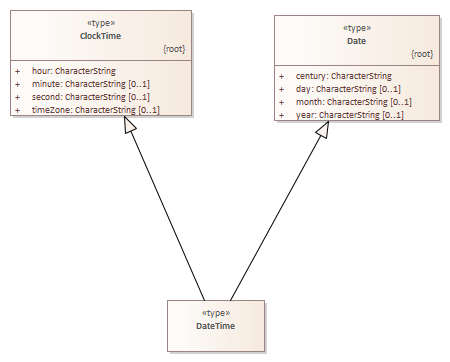 «type»
ClockTime
{root}
+ hour: CharacterString
+ minute: CharacterString [0..1]
+ second: CharacterString [0..1]
+ timeZone: CharacterString [0..1]
«type»
Date
{root}
+ century: CharacterString
+ day: CharacterString [0..1]
+ month: CharacterString [0..1]
+ year: CharacterString [0..1]
«type»
DateTime